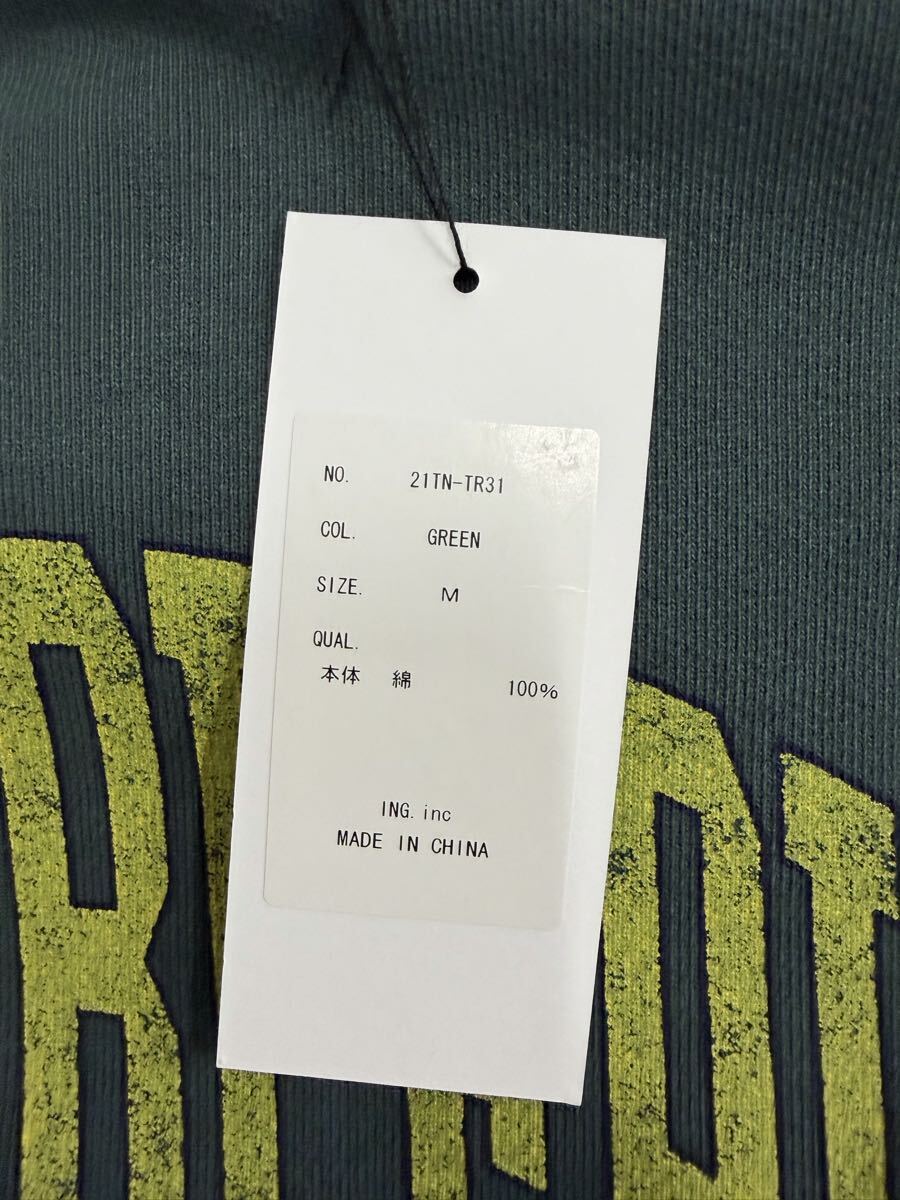 NO. 21TN-TR31
COL. GREEN
SIZE. M
QUAL.
本体 綿 100%
ING. inc
MADE IN CHINA